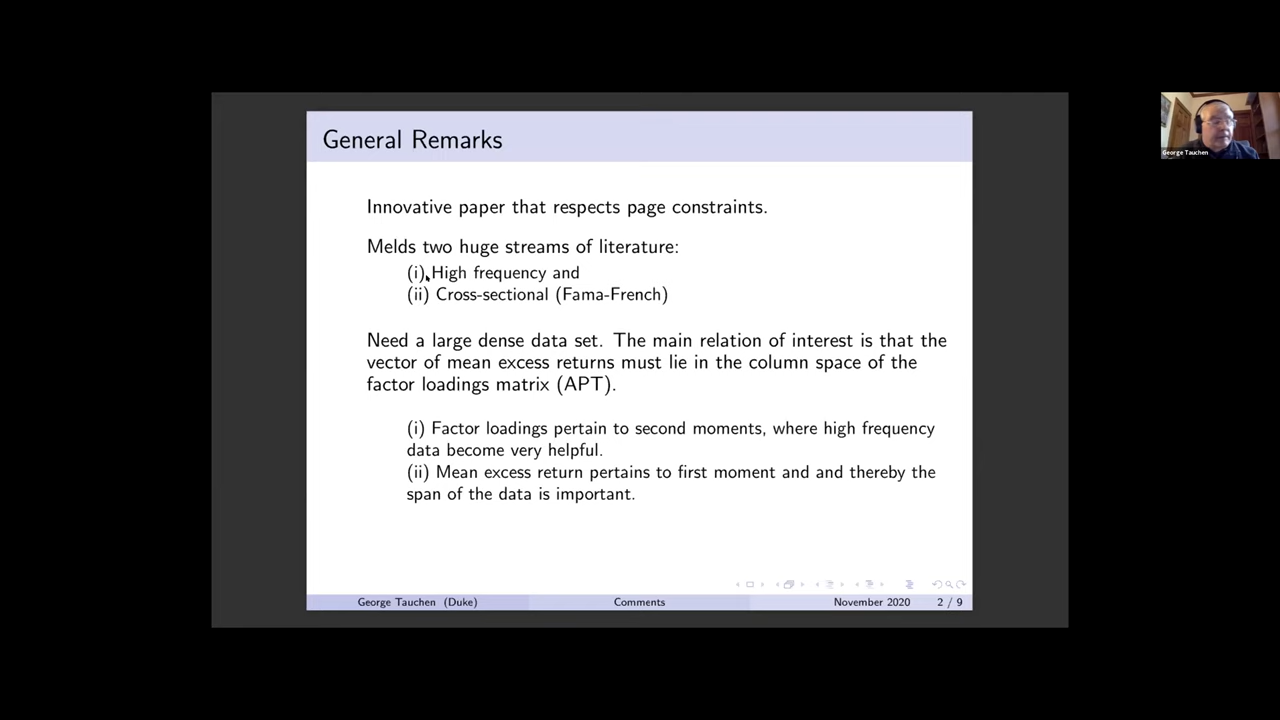 General Remarks
Innovative paper that respects page constraints.
Melds two huge streams of literature:
(i) High frequency and
(ii) Cross-sectional (Fama-French)
Need a large dense data set. The main relation of interest is that the
vector of mean excess returns must lie in the column space of the
factor loadings matrix (APT).
(i) Factor loadings pertain to second moments, where high frequency
data become very helpful.
(ii) Mean excess return pertains to first moment and and thereby the
span of the data is important.
George Tauchen (Duke) Comments November 2020 2 / 9
George Tauchen